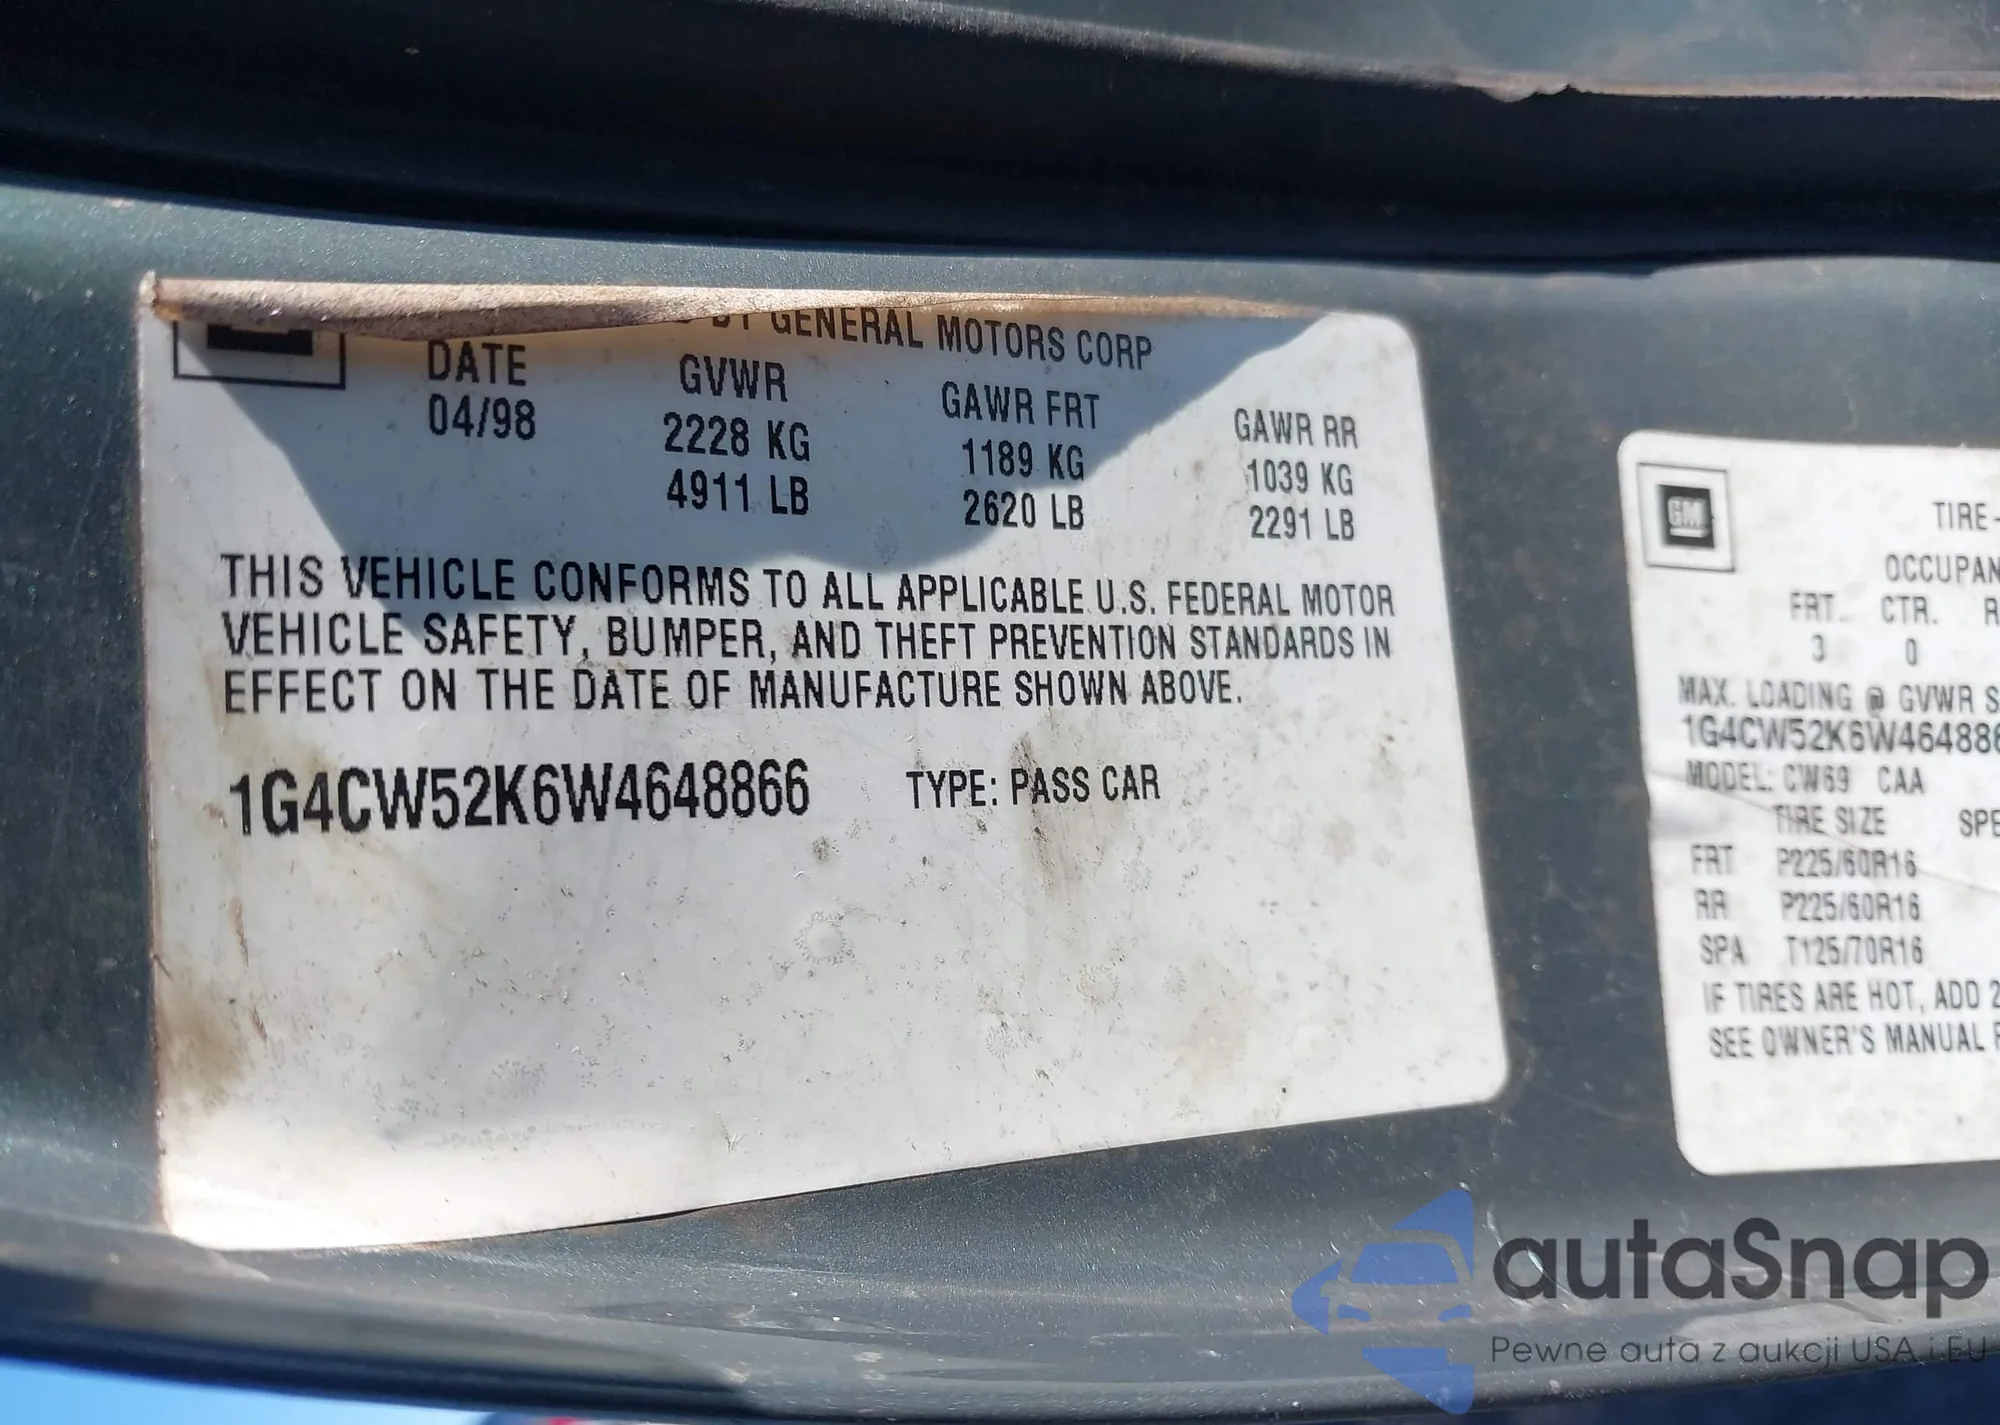 GENERAL MOTORS CORP
DATE GVWR GAWR FRT GAWR RR
04/98 2228 KG 1189 KG 1039 KG
4911 LB 2620 LB 2291 LB
THIS VEHICLE CONFORMS TO ALL APPLICABLE U.S. FEDERAL MOTOR
VEHICLE SAFETY, BUMPER, AND THEFT PREVENTION STANDARDS IN
EFFECT ON THE DATE OF MANUFACTURE SHOWN ABOVE.
1G4CW52K6W4648866 TYPE: PASS CAR
GM
TIRE-
OCCUPAN
FRT. CTR. R
3 0
MAX. LOADING @ GVWR S
1G4CW52K6W464886
MODEL: CW69 CAA
TIRE SIZE SPE
FRT P225/60R16
RR P225/60R16
SPA T125/70R16
IF TIRES ARE HOT, ADD 2
SEE OWNER'S MANUAL F
autaSnap
Pewne auta z aukcji USA i EU